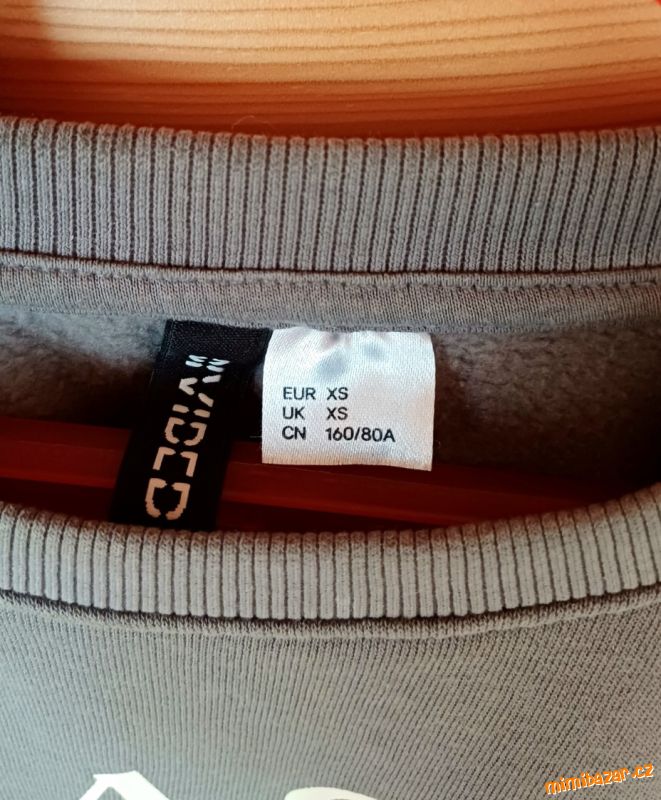 DIVIDED
EUR XS
UK XS
CN 160/80A
mimibazar.cz